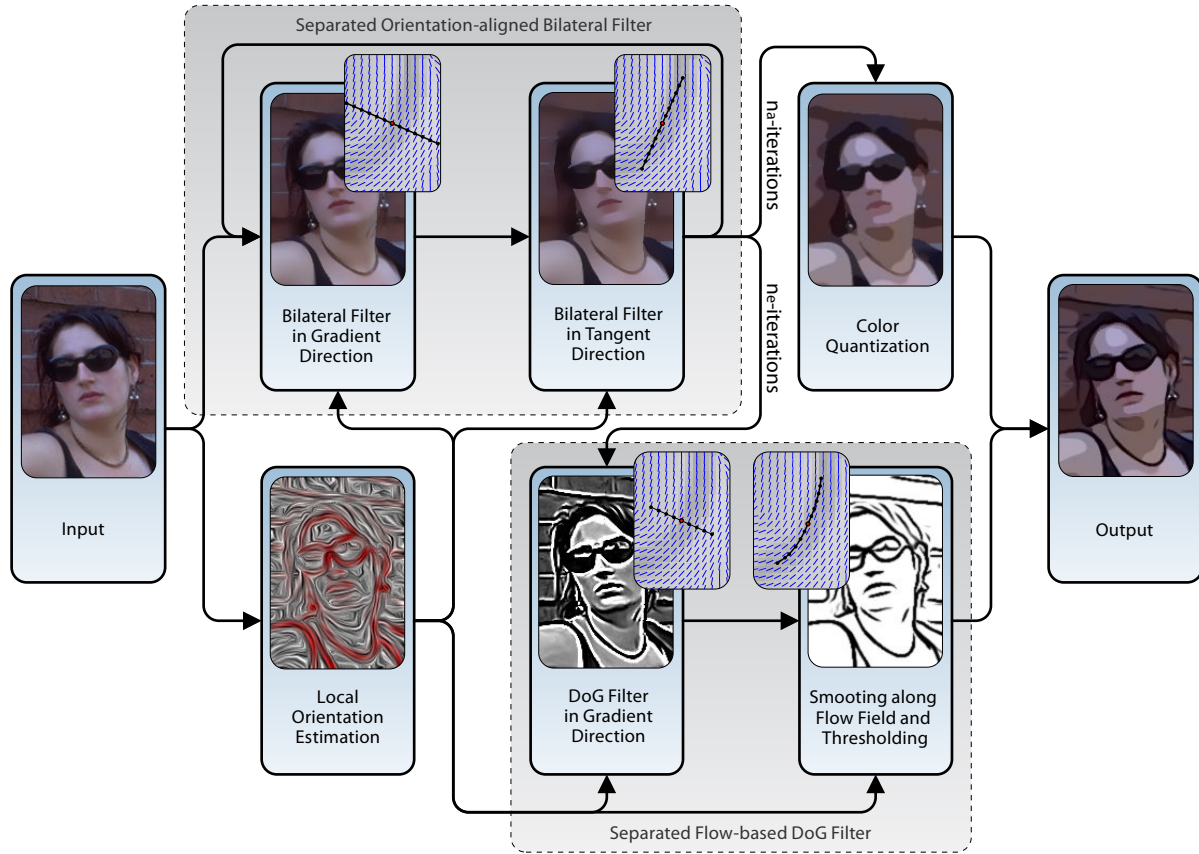 Separated Orientation-aligned Bilateral Filter
Bilateral Filter
in Gradient
Direction
Bilateral Filter
in Tangent
Direction
na-iterations
ne-iterations
Color
Quantization
Input
Output
Local
Orientation
Estimation
DoG Filter
in Gradient
Direction
Smooting along
Flow Field and
Thresholding
Separated Flow-based DoG Filter